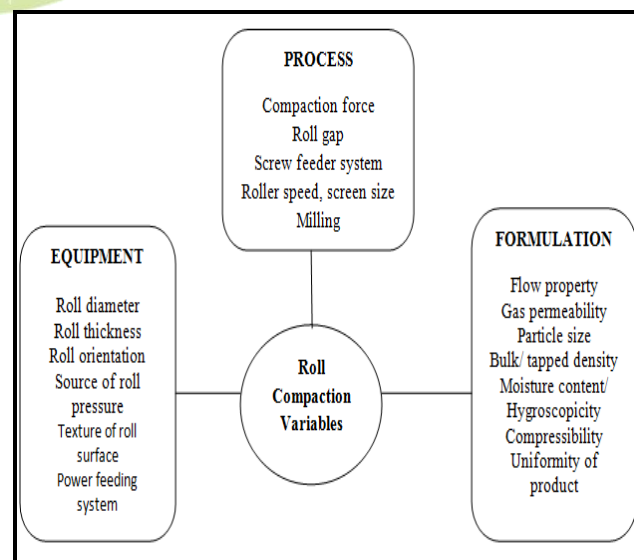 PROCESS
Compaction force
Roll gap
Screw feeder system
Roller speed, screen size
Milling
EQUIPMENT
Roll diameter
Roll thickness
Roll orientation
Source of roll
pressure
Texture of roll
surface
Power feeding
system
Roll
Compaction
Variables
FORMULATION
Flow property
Gas permeability
Particle size
Bulk/ tapped density
Moisture content/
Hygroscopicity
Compressibility
Uniformity of
product